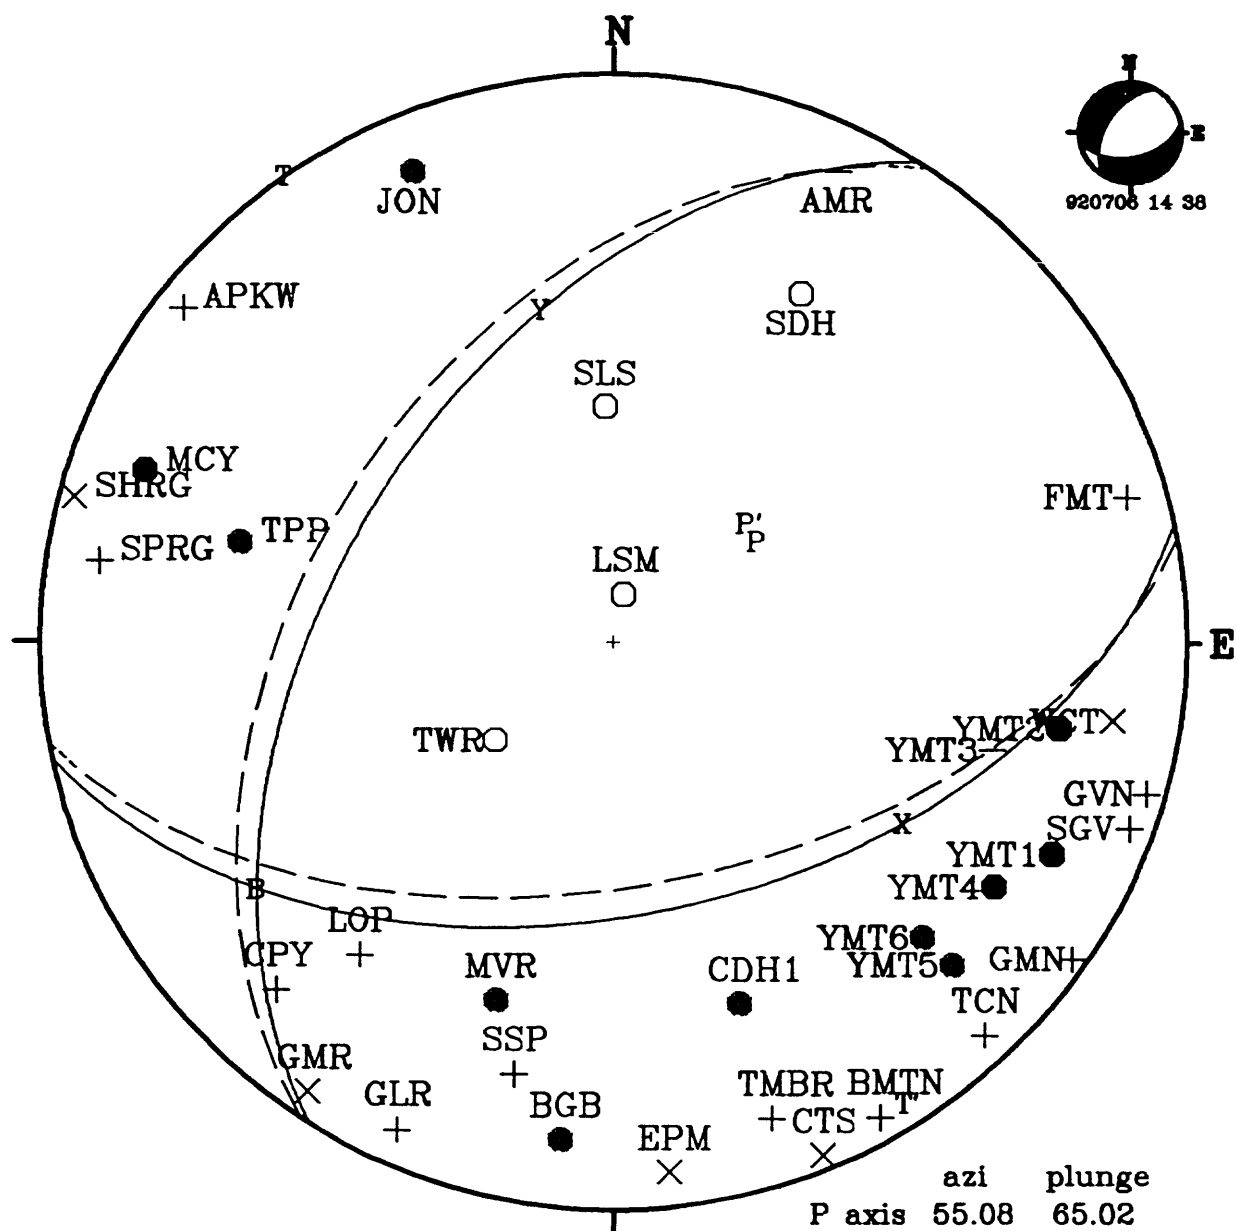 N
N
E
920706 14 38
T
JON
AMR
APKW
SDH
Y
SLS
MCY
SHRG
FMT
TPP
SPRG
P'
P
LSM
E
TWR
YMT2
WCT
YMT3
GVN
SGV
X
YMT1
YMT4
B
LOP
CPY
YMT6
YMT5
GMN
MVR
CDH1
TCN
SSP
GMR
GLR
TMBR
BMTN
BGB
CTS
T'
EPM
azi plunge
P axis 55.08 65.02